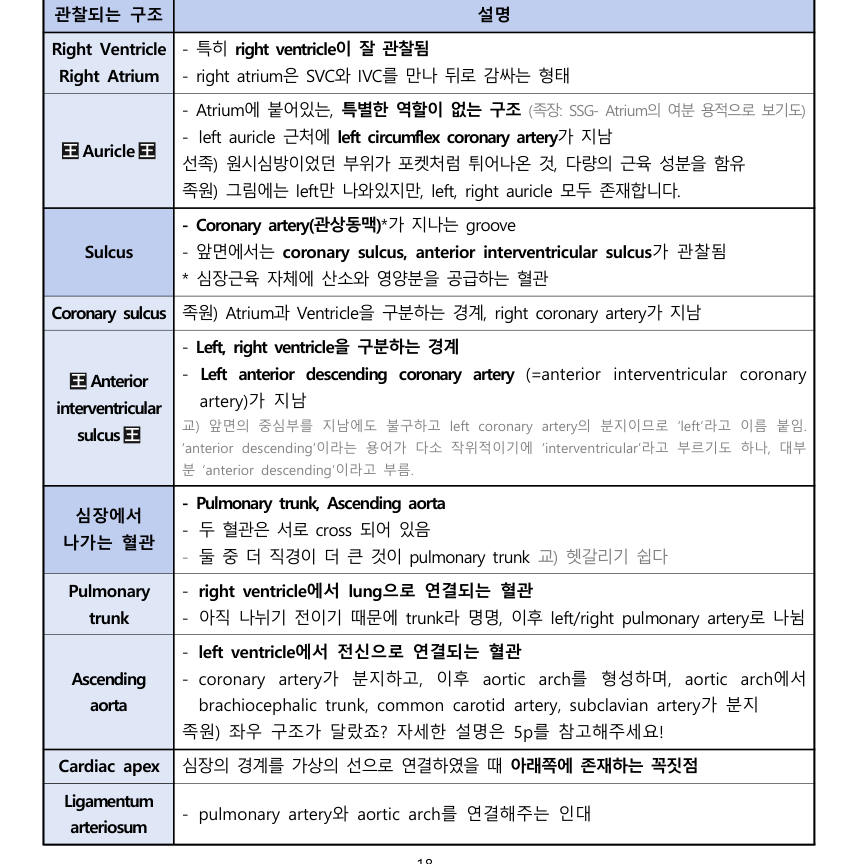 관찰되는 구조
설명
Right Ventricle
Right Atrium
- 특히 right ventricle이 잘 관찰됨
- right atrium은 SVC와 IVC를 만나 뒤로 감싸는 형태
王 Auricle 王
- Atrium에 붙어있는, 특별한 역할이 없는 구조 (족장: SSG- Atrium의 여분 용적으로 보기도)
- left auricle 근처에 left circumflex coronary artery가 지남
선족) 원시심방이었던 부위가 포켓처럼 튀어나온 것, 다량의 근육 성분을 함유
족원) 그림에는 left만 나와있지만, left, right auricle 모두 존재합니다.
Sulcus
- Coronary artery(관상동맥)*가 지나는 groove
- 앞면에서는 coronary sulcus, anterior interventricular sulcus가 관찰됨
* 심장근육 자체에 산소와 영양분을 공급하는 혈관
Coronary sulcus
족원) Atrium과 Ventricle을 구분하는 경계, right coronary artery가 지남
王 Anterior
interventricular
sulcus 王
- Left, right ventricle을 구분하는 경계
- Left anterior descending coronary artery (=anterior interventricular coronary
artery)가 지남
교) 앞면의 중심부를 지남에도 불구하고 left coronary artery의 분지이므로 ‘left’라고 이름 붙임.
‘anterior descending’이라는 용어가 다소 작위적이기에 ‘interventricular’라고 부르기도 하나, 대부
분 ‘anterior descending’이라고 부름.
심장에서
나가는 혈관
- Pulmonary trunk, Ascending aorta
- 두 혈관은 서로 cross 되어 있음
- 둘 중 더 직경이 더 큰 것이 pulmonary trunk 교) 헷갈리기 쉽다
Pulmonary
trunk
- right ventricle에서 lung으로 연결되는 혈관
- 아직 나뉘기 전이기 때문에 trunk라 명명, 이후 left/right pulmonary artery로 나뉨
Ascending
aorta
- left ventricle에서 전신으로 연결되는 혈관
- coronary artery가 분지하고, 이후 aortic arch를 형성하며, aortic arch에서
brachiocephalic trunk, common carotid artery, subclavian artery가 분지
족원) 좌우 구조가 달랐죠? 자세한 설명은 5p를 참고해주세요!
Cardiac apex
심장의 경계를 가상의 선으로 연결하였을 때 아래쪽에 존재하는 꼭짓점
Ligamentum
arteriosum
- pulmonary artery와 aortic arch를 연결해주는 인대
18